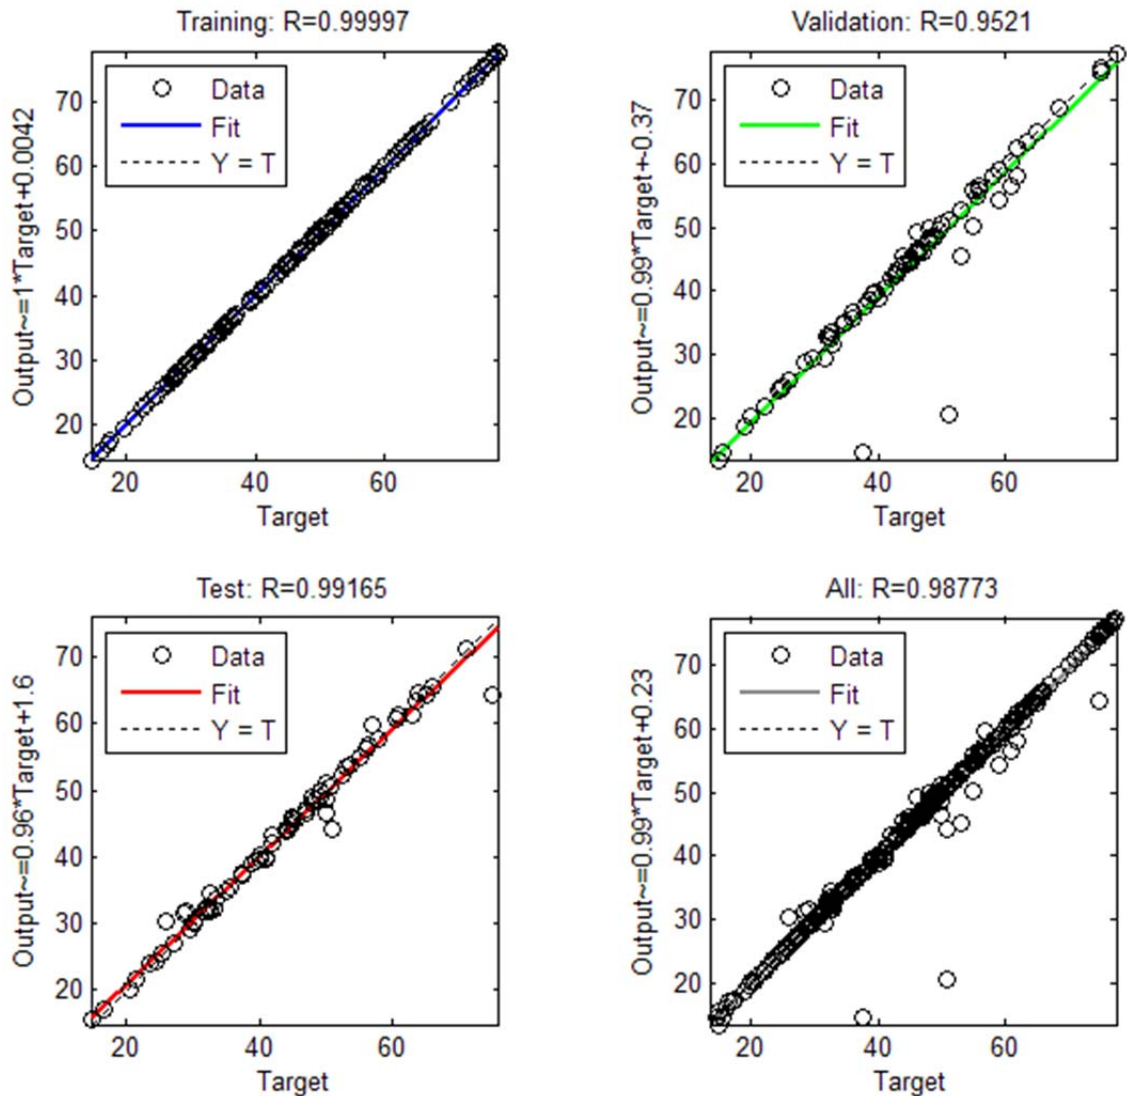 Training: R=0.99997
Output~=1*Target+0.0042
70
60
50
40
30
20
Data
Fit
Y = T
20
40
60
Target
Validation: R=0.9521
Output~=0.99*Target+0.37
70
60
50
40
30
20
Data
Fit
Y = T
20
40
60
Target
Test: R=0.99165
Output~=0.96*Target+1.6
70
60
50
40
30
20
Data
Fit
Y = T
20
40
60
Target
All: R=0.98773
Output~=0.99*Target+0.23
70
60
50
40
30
20
Data
Fit
Y = T
20
40
60
Target